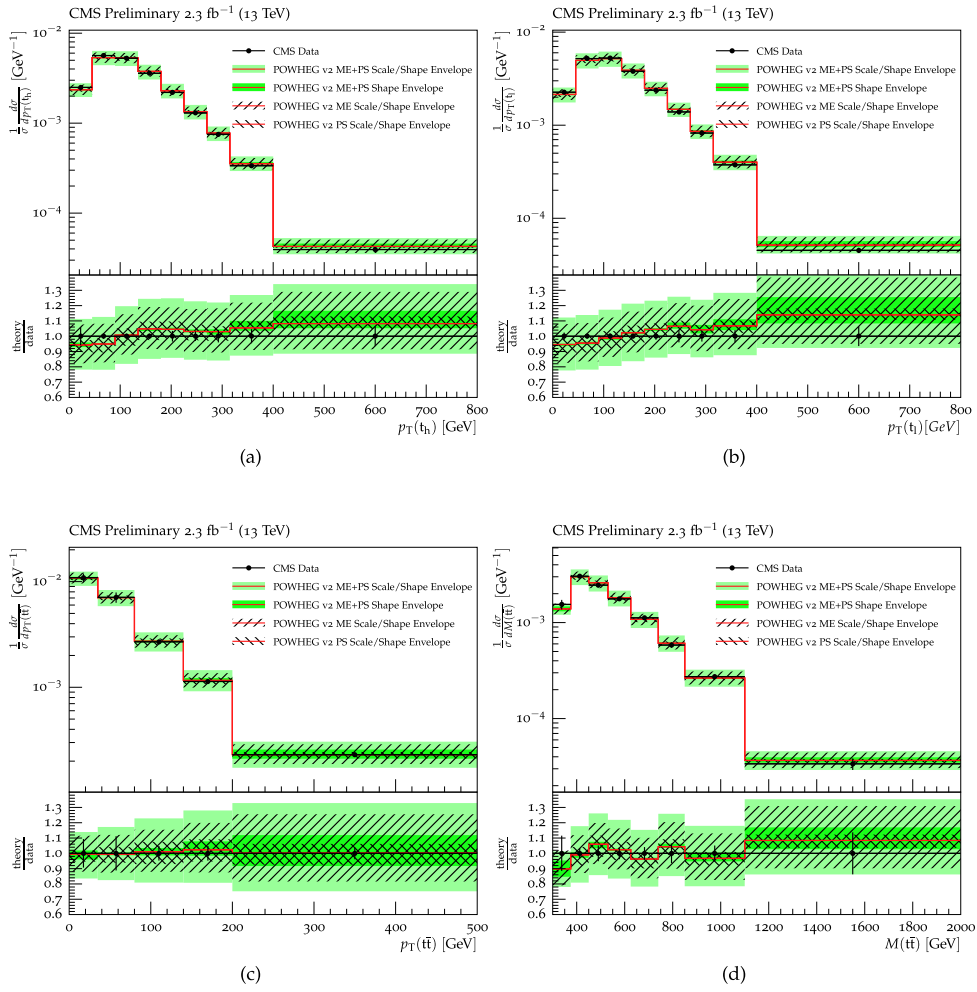 CMS Preliminary 2.3 fb⁻¹ (13 TeV)
1/σ dσ/dp_T(t_h) [GeV⁻¹]
10⁻²
10⁻³
10⁻⁴
CMS Data
POWHEG v2 ME+PS Scale/Shape Envelope
POWHEG v2 ME+PS Shape Envelope
POWHEG v2 ME Scale/Shape Envelope
POWHEG v2 PS Scale/Shape Envelope
theory/data
1.3
1.2
1.1
1.0
0.9
0.8
0.7
0.6
0 100 200 300 400 500 600 700 800
p_T(t_h) [GeV]
(a)
CMS Preliminary 2.3 fb⁻¹ (13 TeV)
1/σ dσ/dp_T(t_l) [GeV⁻¹]
10⁻²
10⁻³
10⁻⁴
CMS Data
POWHEG v2 ME+PS Scale/Shape Envelope
POWHEG v2 ME+PS Shape Envelope
POWHEG v2 ME Scale/Shape Envelope
POWHEG v2 PS Scale/Shape Envelope
theory/data
1.3
1.2
1.1
1.0
0.9
0.8
0.7
0.6
0 100 200 300 400 500 600 700 800
p_T(t_l)[GeV]
(b)
CMS Preliminary 2.3 fb⁻¹ (13 TeV)
1/σ dσ/dp_T(tt̄) [GeV⁻¹]
10⁻²
10⁻³
CMS Data
POWHEG v2 ME+PS Scale/Shape Envelope
POWHEG v2 ME+PS Shape Envelope
POWHEG v2 ME Scale/Shape Envelope
POWHEG v2 PS Scale/Shape Envelope
theory/data
1.3
1.2
1.1
1.0
0.9
0.8
0.7
0.6
0 100 200 300 400 500
p_T(tt̄) [GeV]
(c)
CMS Preliminary 2.3 fb⁻¹ (13 TeV)
1/σ dσ/dM(tt̄) [GeV⁻¹]
10⁻³
10⁻⁴
CMS Data
POWHEG v2 ME+PS Scale/Shape Envelope
POWHEG v2 ME+PS Shape Envelope
POWHEG v2 ME Scale/Shape Envelope
POWHEG v2 PS Scale/Shape Envelope
theory/data
1.3
1.2
1.1
1.0
0.9
0.8
0.7
0.6
400 600 800 1000 1200 1400 1600 1800 2000
M(tt̄) [GeV]
(d)